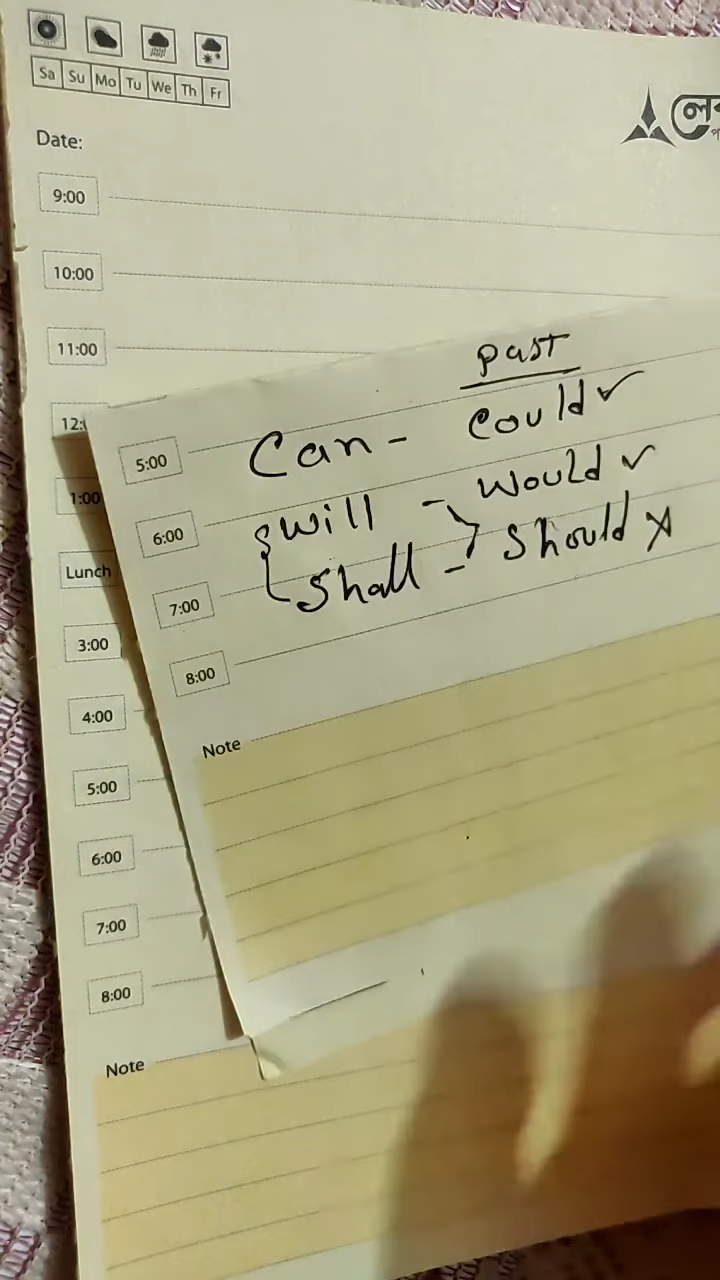 Sa Su Mo Tu We Th Fr
Date:
9:00
10:00
11:00
1:00
Lunch
3:00
4:00
5:00
6:00
7:00
8:00
Note
past
5:00 Can - Could ✓
6:00 will - would ✓
7:00 shall - should ✗
8:00
Note